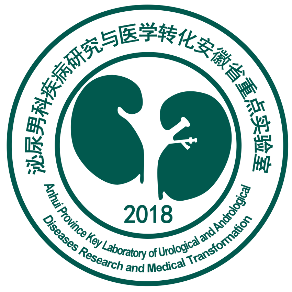 泌尿男科疾病研究与医学转化安徽省重点实验室
2018
Anhui Province Key Laboratory of Urological and Andrological
Diseases Research and Medical Transformation